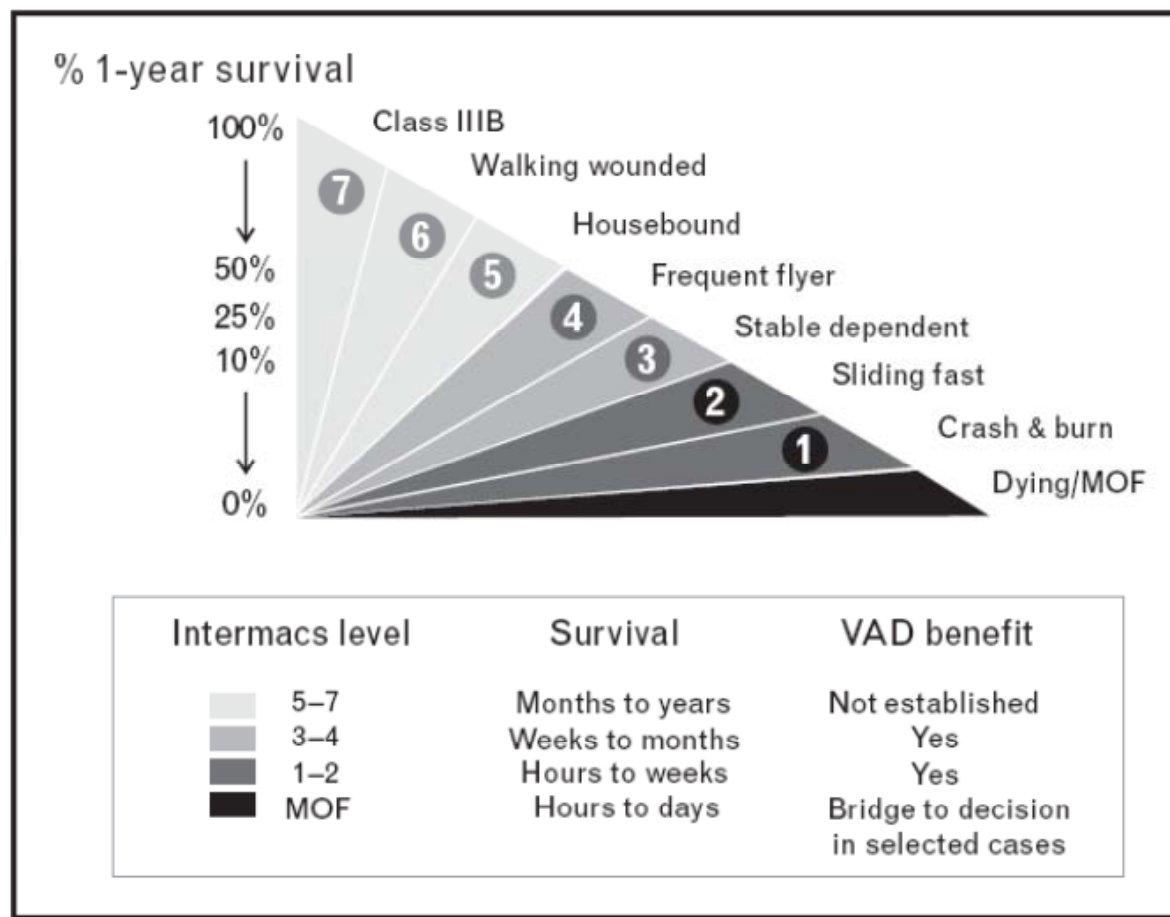 % 1-year survival
100%
50%
25%
10%
0%
Class IIIB
Walking wounded
Housebound
Frequent flyer
Stable dependent
Sliding fast
Crash & burn
Dying/MOF
7
6
5
4
3
2
1
Intermacs level Survival VAD benefit
5–7 Months to years Not established
3–4 Weeks to months Yes
1–2 Hours to weeks Yes
MOF Hours to days Bridge to decision
in selected cases